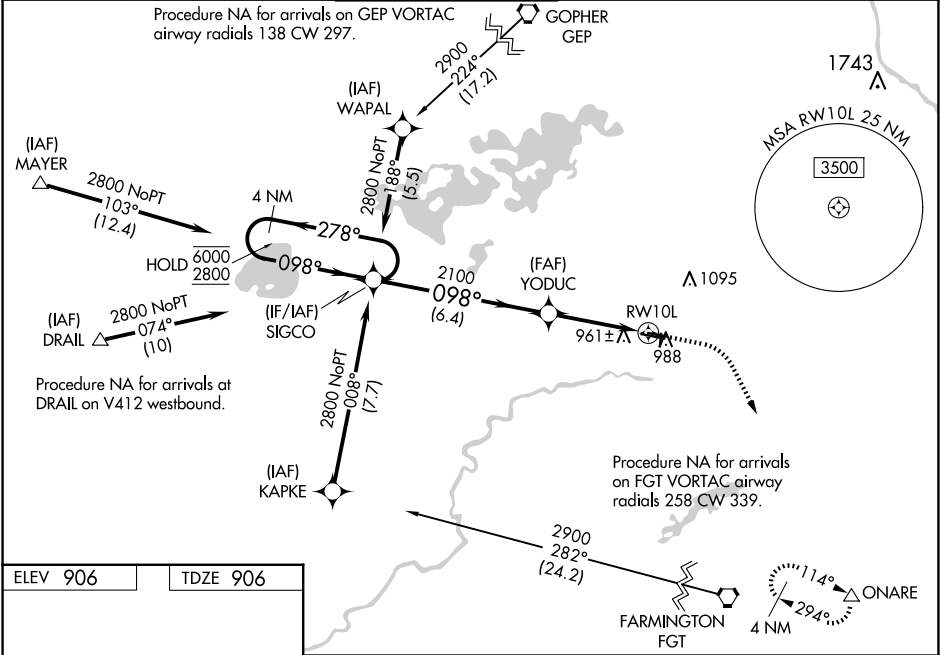 Procedure NA for arrivals on GEP VORTAC
airway radials 138 CW 297.
GOPHER
GEP
2900
224°
(17.2)
1743
(IAF)
WAPAL
MSA RW10L 25 NM
3500
(IAF)
MAYER
2800 NoPT
103°
(12.4)
2800 NoPT
188°
(5.5)
4 NM
278°
HOLD
6000
2800
098°
2100
098°
(6.4)
(FAF)
YODUC
1095
(IF/IAF)
SIGCO
RW10L
961±
988
(IAF)
DRAIL
2800 NoPT
074°
(10)
Procedure NA for arrivals at
DRAIL on V412 westbound.
2800 NoPT
008°
(7.7)
(IAF)
KAPKE
Procedure NA for arrivals
on FGT VORTAC airway
radials 258 CW 339.
2900
282°
(24.2)
FARMINGTON
FGT
114°
294°
4 NM
ONARE
ELEV 906
TDZE 906